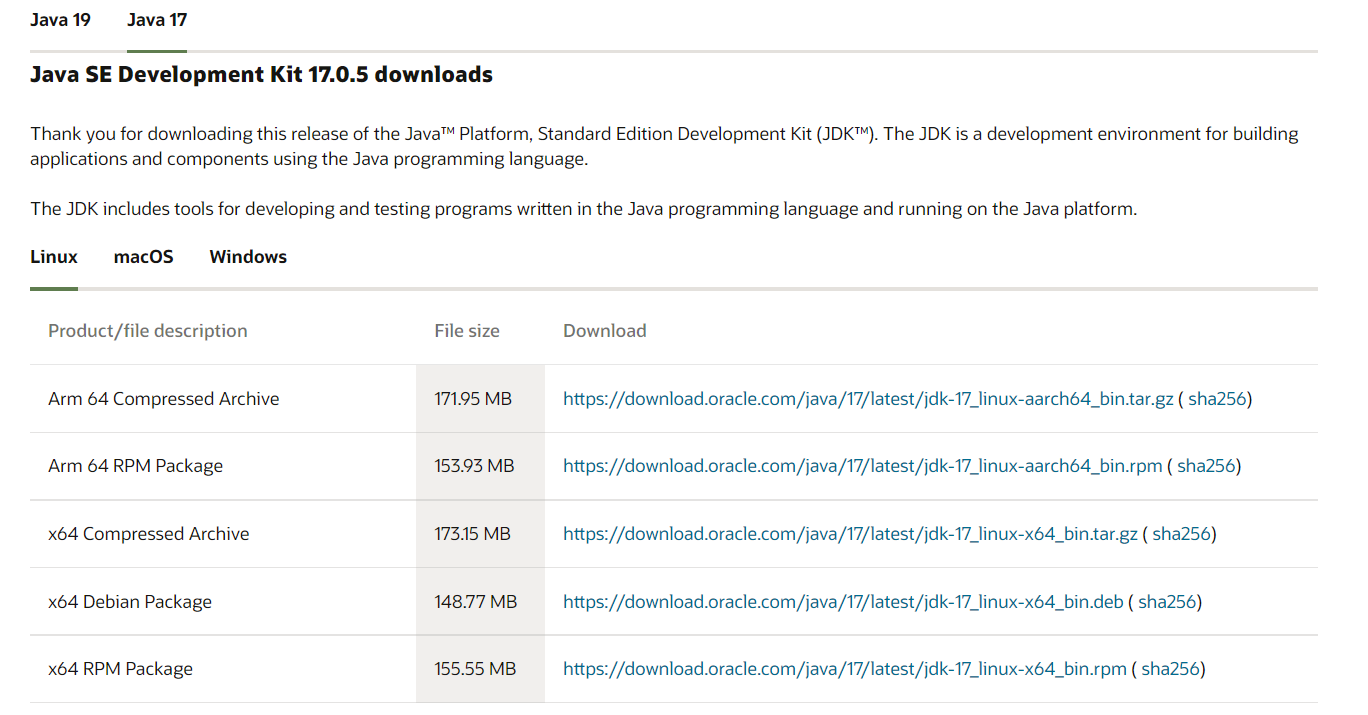 Java 19 Java 17
Java SE Development Kit 17.0.5 downloads
Thank you for downloading this release of the Java™ Platform, Standard Edition Development Kit (JDK™). The JDK is a development environment for building
applications and components using the Java programming language.
The JDK includes tools for developing and testing programs written in the Java programming language and running on the Java platform.
Linux macOS Windows
Product/file description File size Download
Arm 64 Compressed Archive 171.95 MB https://download.oracle.com/java/17/latest/jdk-17_linux-aarch64_bin.tar.gz ( sha256)
Arm 64 RPM Package 153.93 MB https://download.oracle.com/java/17/latest/jdk-17_linux-aarch64_bin.rpm ( sha256)
x64 Compressed Archive 173.15 MB https://download.oracle.com/java/17/latest/jdk-17_linux-x64_bin.tar.gz ( sha256)
x64 Debian Package 148.77 MB https://download.oracle.com/java/17/latest/jdk-17_linux-x64_bin.deb ( sha256)
x64 RPM Package 155.55 MB https://download.oracle.com/java/17/latest/jdk-17_linux-x64_bin.rpm ( sha256)